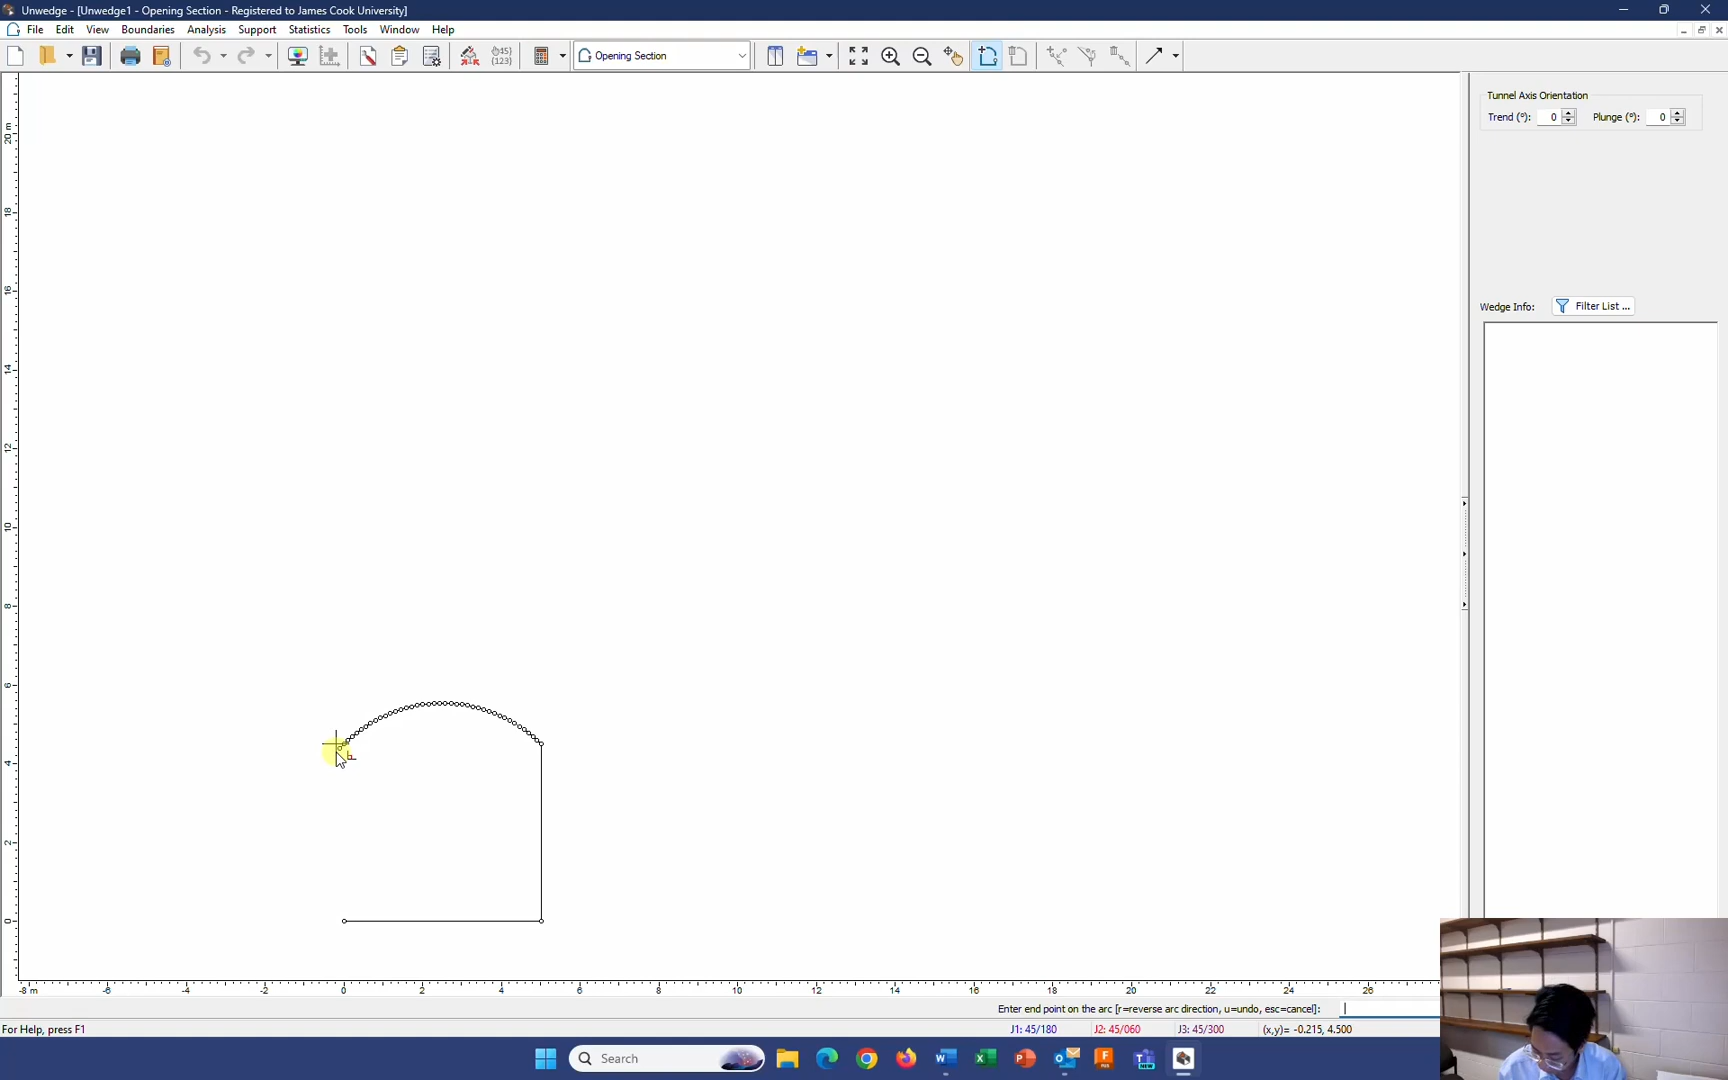 Unwedge - [Unwedge1 - Opening Section - Registered to James Cook University]
File Edit View Boundaries Analysis Support Statistics Tools Window Help
Opening Section
Tunnel Axis Orientation
Trend (°): 0 Plunge (°): 0
Wedge Info: Filter List ...
20 m
18
16
14
12
10
8
6
4
2
0
-8 m -6 -4 -2 0 2 4 6 8 10 12 14 16 18 20 22 24 26
Enter end point on the arc [r=reverse arc direction, u=undo, esc=cancel]:
For Help, press F1 J1: 45/180 J2: 45/060 J3: 45/300 (x,y)= -0.215, 4.500
Search